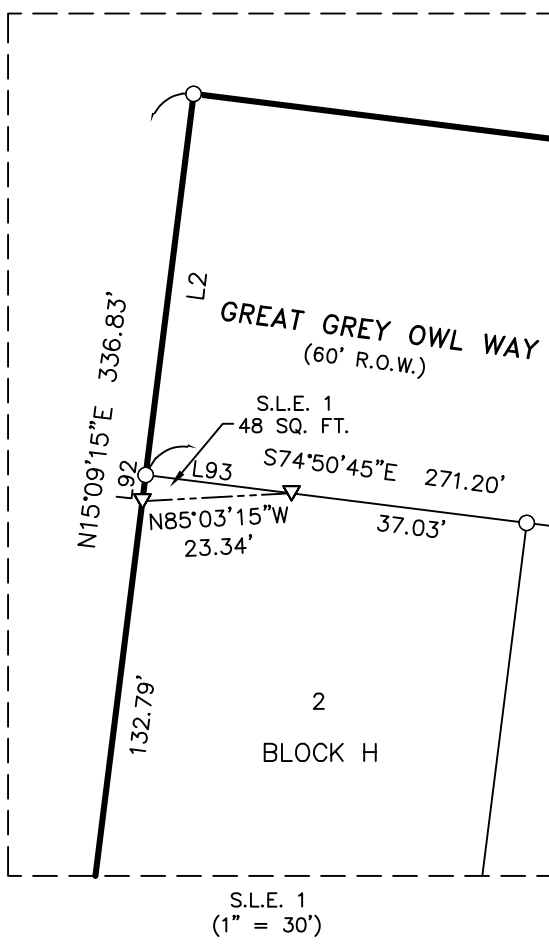 L2
GREAT GREY OWL WAY
(60' R.O.W.)
N15°09'15"E 336.83'
S.L.E. 1
48 SQ. FT.
L92
L93
S74°50'45"E 271.20'
N85°03'15"W
23.34'
37.03'
132.79'
2
BLOCK H
S.L.E. 1
(1" = 30')